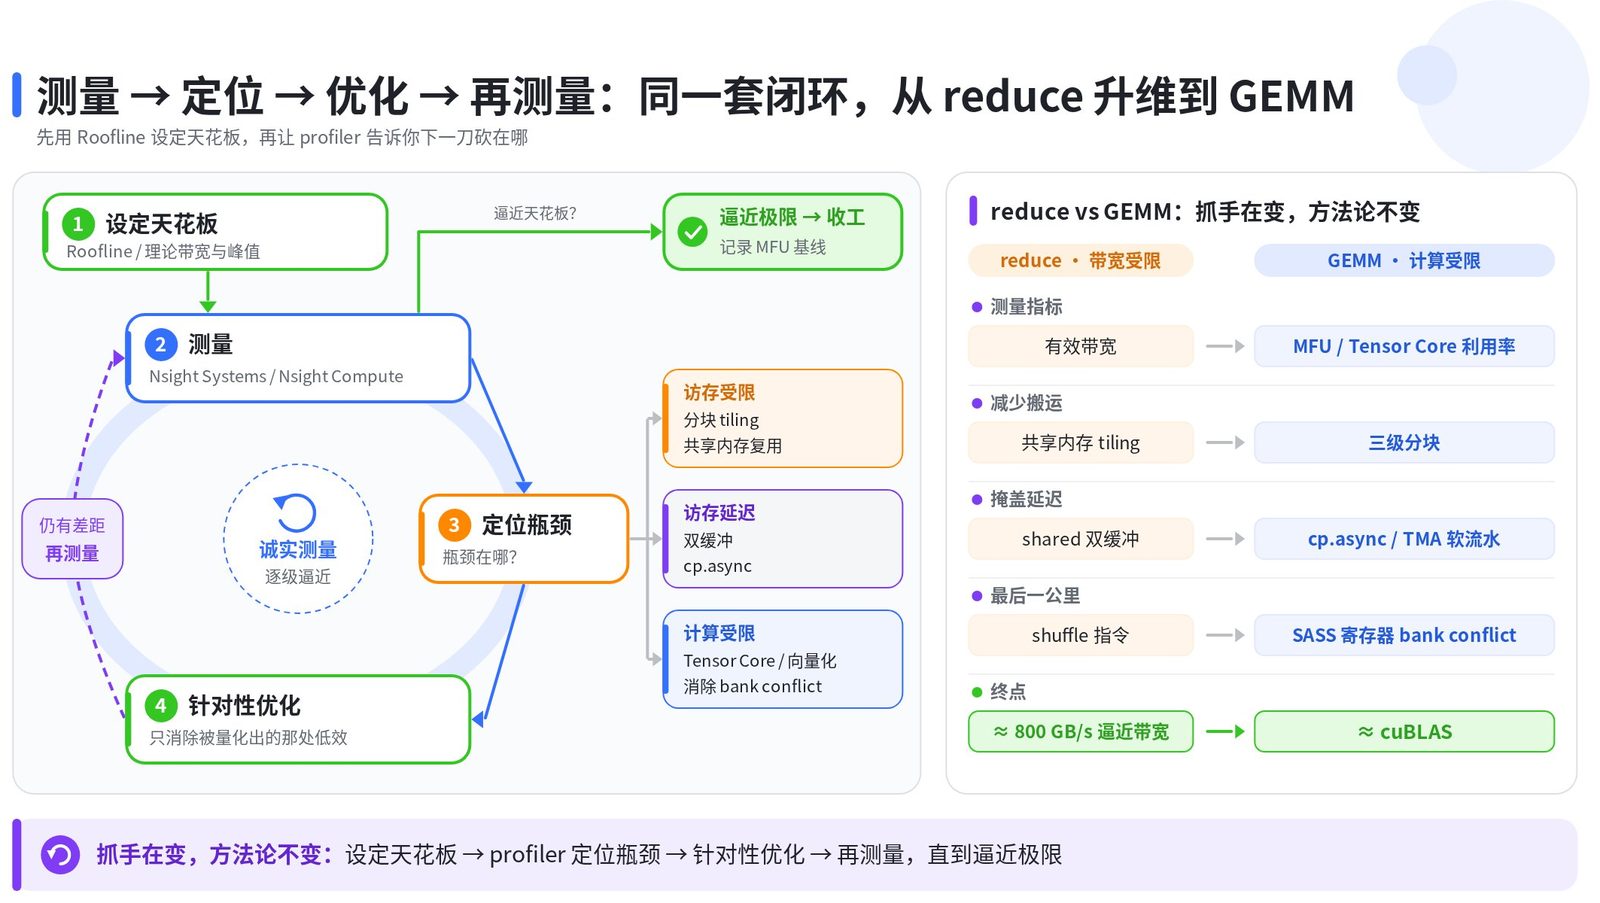 测量 → 定位 → 优化 → 再测量：同一套闭环，从 reduce 升维到 GEMM
先用 Roofline 设定天花板，再让 profiler 告诉你下一刀砍在哪
1 设定天花板
Roofline / 理论带宽与峰值
逼近天花板?
逼近极限 → 收工
记录 MFU 基线
2 测量
Nsight Systems / Nsight Compute
仍有差距
再测量
诚实测量
逐级逼近
3 定位瓶颈
瓶颈在哪?
访存受限
分块 tiling
共享内存复用
访存延迟
双缓冲
cp.async
计算受限
Tensor Core / 向量化
消除 bank conflict
4 针对性优化
只消除被量化出的那处低效
reduce vs GEMM：抓手在变，方法论不变
reduce · 带宽受限
GEMM · 计算受限
测量指标
有效带宽
MFU / Tensor Core 利用率
减少搬运
共享内存 tiling
三级分块
掩盖延迟
shared 双缓冲
cp.async / TMA 软流水
最后一公里
shuffle 指令
SASS 寄存器 bank conflict
终点
≈ 800 GB/s 逼近带宽
≈ cuBLAS
抓手在变，方法论不变：设定天花板 → profiler 定位瓶颈 → 针对性优化 → 再测量，直到逼近极限